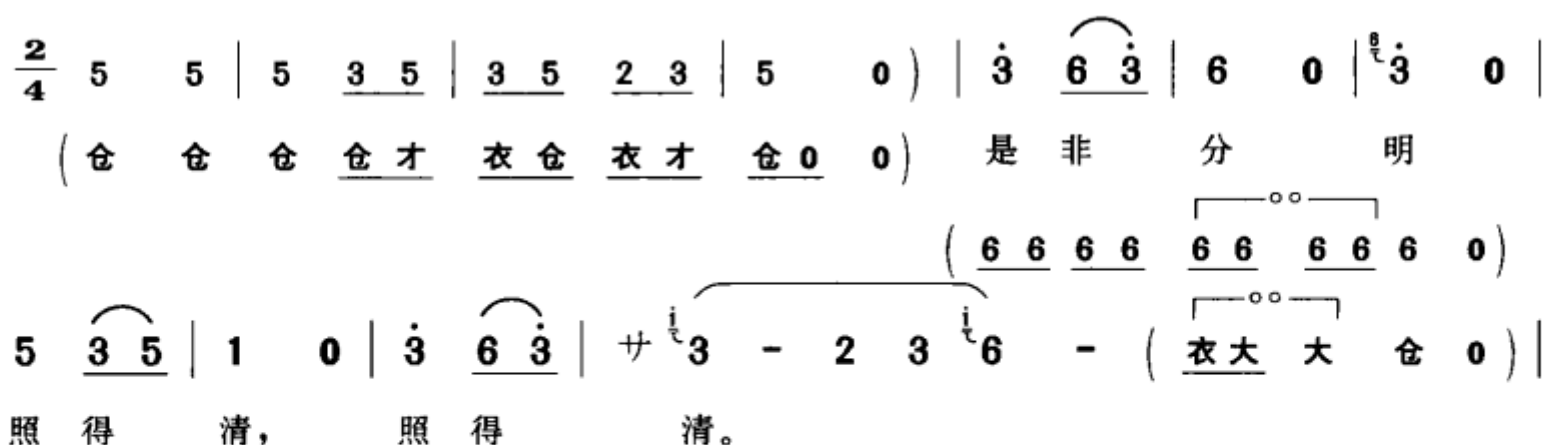 2/4 5 5 | 5 3 5 | 3 5 2 3 | 5 0 ) | 3̇ 6 3̇ | 6 0 | 6 3̇ 0 |
( 仓 仓 仓 仓 才 衣 仓 衣 才 仓 0 0 ) 是 非 分 明
( 6 6 6 6 6 6 6 6 6 0 )
5 3 5 | 1 0 | 3̇ 6 3̇ | サ i 3 - 2 3 i 6 - ( 衣 大 大 仓 0 ) |
照 得 清， 照 得 清。